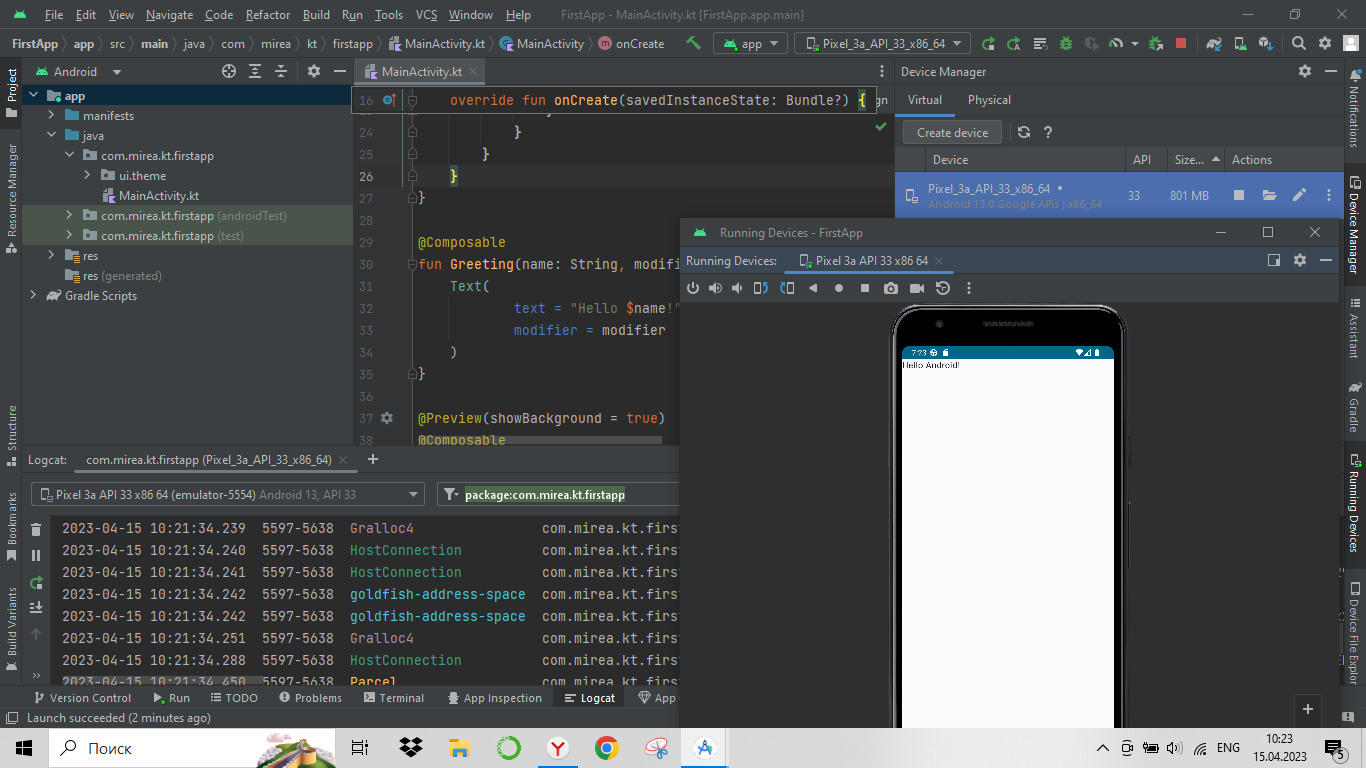 File Edit View Navigate Code Refactor Build Run Tools VCS Window Help FirstApp - MainActivity.kt [FirstApp.app.main]
FirstApp app src main java com mirea kt firstapp MainActivity.kt MainActivity onCreate app Pixel_3a_API_33_x86_64
Project
Resource Manager
Structure
Bookmarks
Build Variants
Android
app
manifests
java
com.mirea.kt.firstapp
ui.theme
MainActivity.kt
com.mirea.kt.firstapp (androidTest)
com.mirea.kt.firstapp (test)
res
res (generated)
Gradle Scripts
MainActivity.kt
16 override fun onCreate(savedInstanceState: Bundle?) {
24 }
25 }
26 }
27 }
28
29 @Composable
30 fun Greeting(name: String, modifi
31 Text(
32 text = "Hello $name!"
33 modifier = modifier
34 )
35 }
36
37 @Preview(showBackground = true)
38 @Composable
Device Manager
Virtual Physical
Create device ?
Device API Size... Actions
Pixel_3a_API_33_x86_64 33 801 MB
Android 13.0 Google APIs | x86_64
Running Devices - FirstApp
Running Devices: Pixel 3a API 33 x86 64
7:23
Hello Android!
Notifications
Device Manager
Assistant
Gradle
Running Devices
Device File Explor
Logcat: com.mirea.kt.firstapp (Pixel_3a_API_33_x86_64) +
Pixel 3a API 33 x86 64 (emulator-5554) Android 13, API 33 package:com.mirea.kt.firstapp
2023-04-15 10:21:34.239 5597-5638 Gralloc4 com.mirea.kt.firs
2023-04-15 10:21:34.240 5597-5638 HostConnection com.mirea.kt.firs
2023-04-15 10:21:34.241 5597-5638 HostConnection com.mirea.kt.firs
2023-04-15 10:21:34.242 5597-5638 goldfish-address-space com.mirea.kt.firs
2023-04-15 10:21:34.242 5597-5638 goldfish-address-space com.mirea.kt.firs
2023-04-15 10:21:34.251 5597-5638 Gralloc4 com.mirea.kt.firs
2023-04-15 10:21:34.288 5597-5638 HostConnection com.mirea.kt.firs
2023-04-15 10:21:34.450 5597-5638 Parcel com.mirea.kt.firs
Version Control Run TODO Problems Terminal App Inspection Logcat App
Launch succeeded (2 minutes ago)
Поиск
ENG
10:23
15.04.2023
5